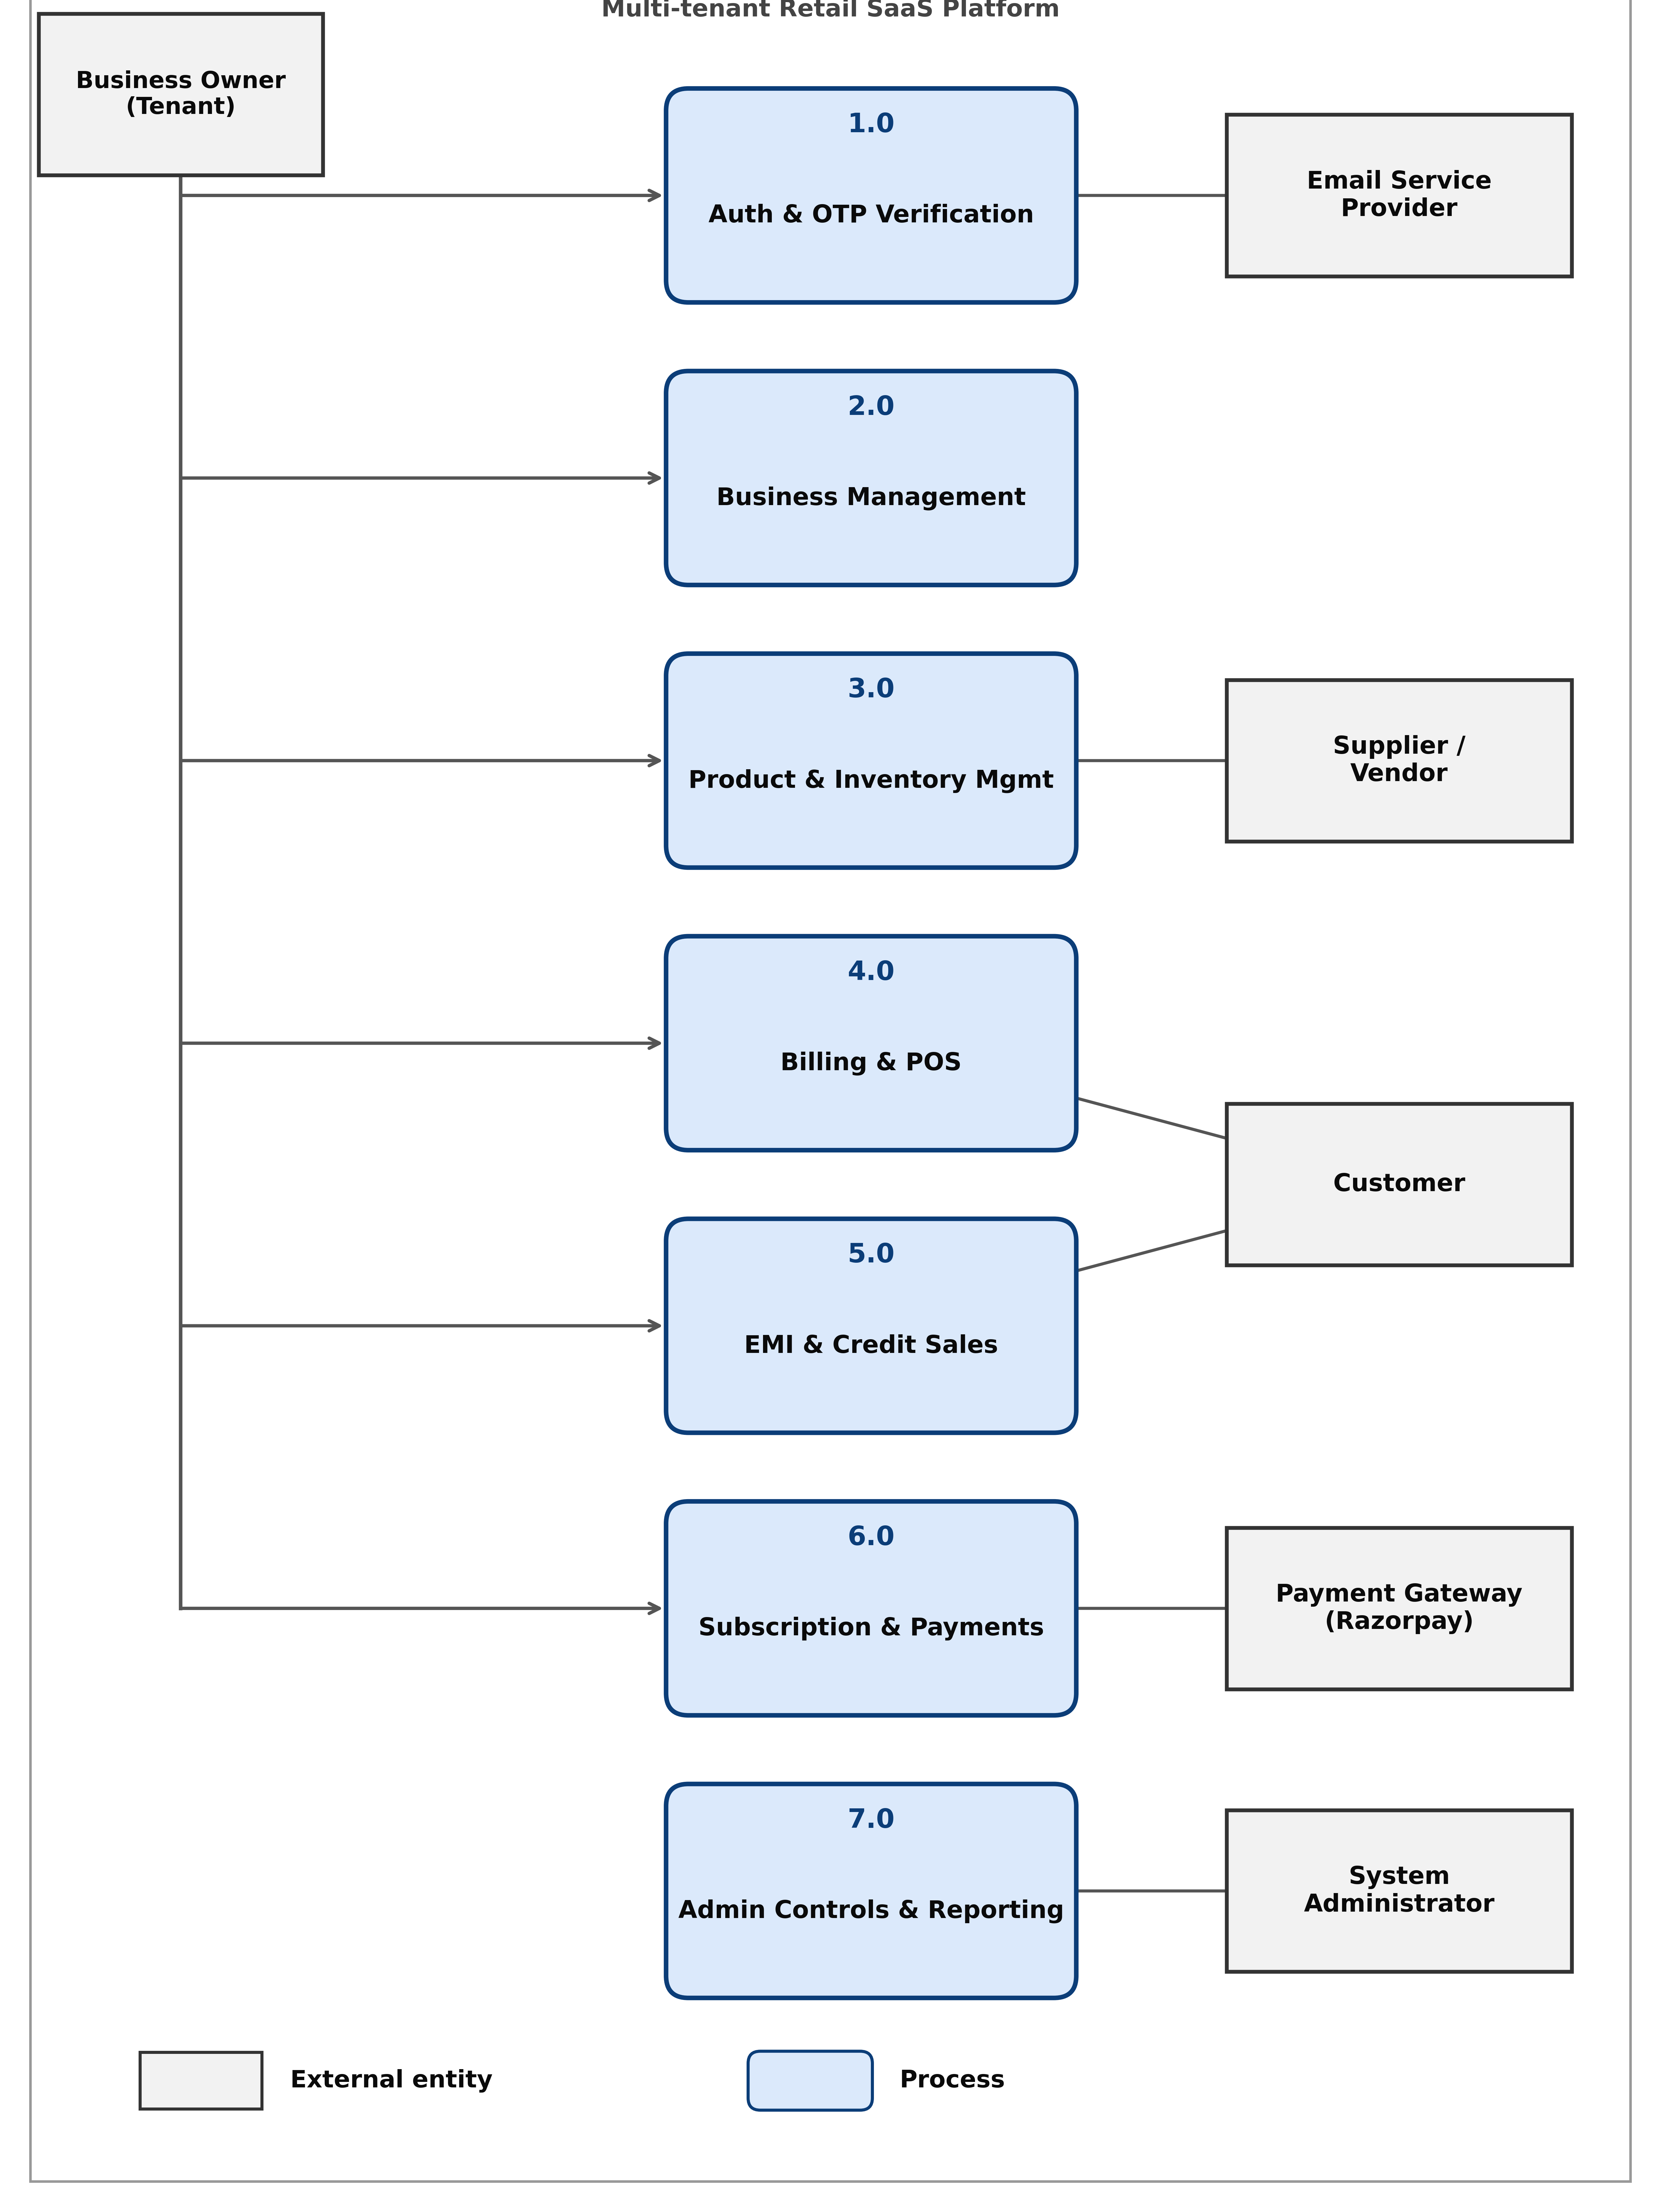 Multi-tenant Retail SaaS Platform
Business Owner
(Tenant)
1.0
Auth & OTP Verification
Email Service
Provider
2.0
Business Management
3.0
Product & Inventory Mgmt
Supplier /
Vendor
4.0
Billing & POS
Customer
5.0
EMI & Credit Sales
6.0
Subscription & Payments
Payment Gateway
(Razorpay)
7.0
Admin Controls & Reporting
System
Administrator
External entity
Process